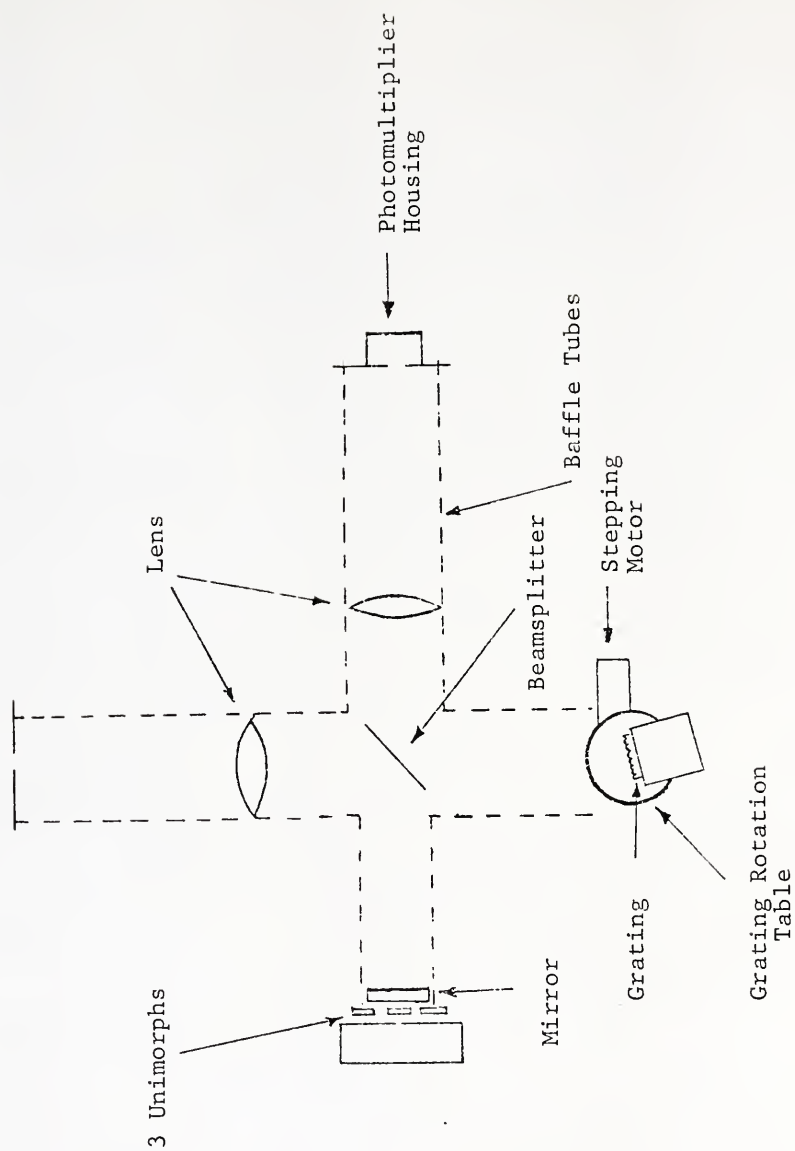 3 Unimorphs
Lens
Photomultiplier
Housing
Baffle Tubes
Beamsplitter
Stepping
Motor
Mirror
Grating
Grating Rotation
Table